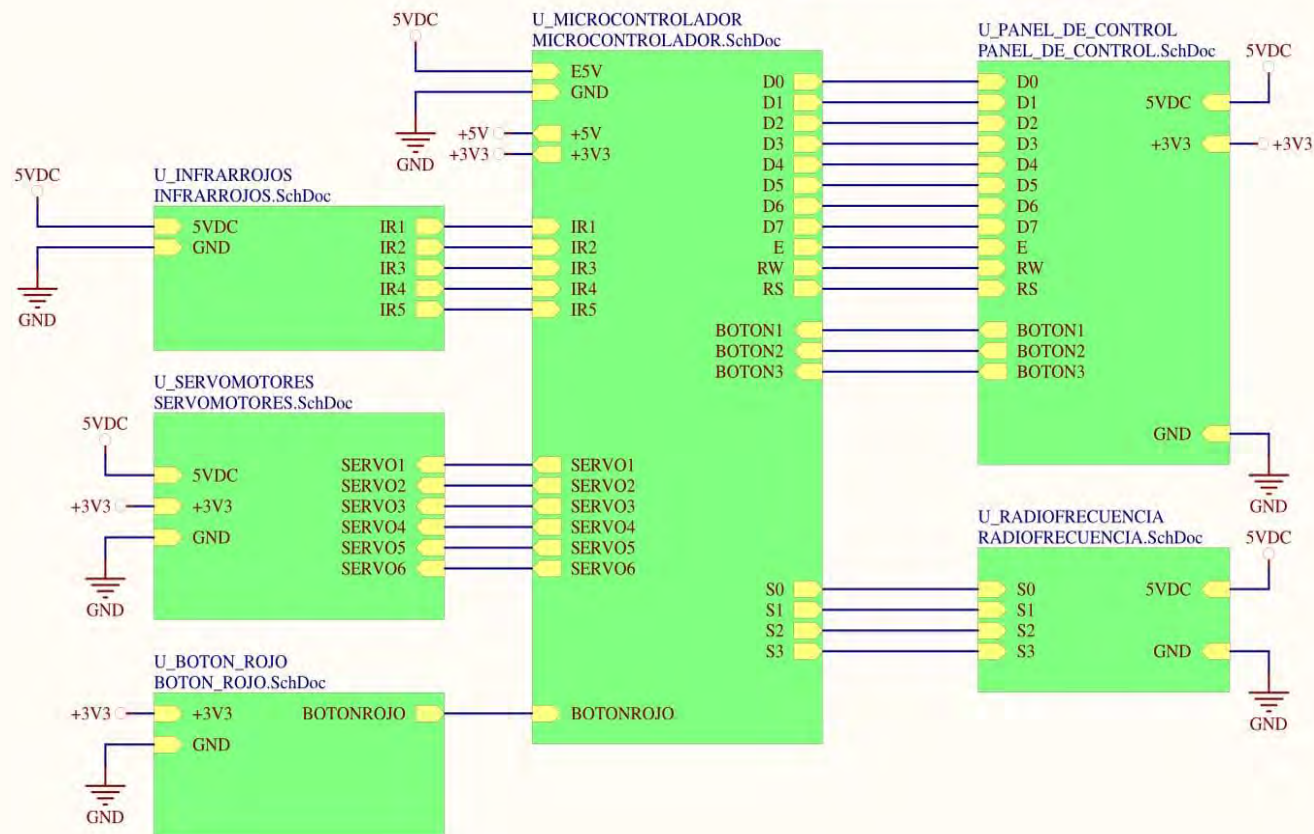 5VDC
U_MICROCONTROLADOR
MICROCONTROLADOR.SchDoc
E5V
GND
+5V
+3V3
GND
+5V
+3V3
IR1
IR2
IR3
IR4
IR5
SERVO1
SERVO2
SERVO3
SERVO4
SERVO5
SERVO6
BOTONROJO
D0
D1
D2
D3
D4
D5
D6
D7
E
RW
RS
BOTON1
BOTON2
BOTON3
S0
S1
S2
S3
U_PANEL_DE_CONTROL
PANEL_DE_CONTROL.SchDoc
5VDC
D0
D1
D2
D3
D4
D5
D6
D7
E
RW
RS
BOTON1
BOTON2
BOTON3
5VDC
+3V3
+3V3
GND
GND
5VDC
U_INFRARROJOS
INFRARROJOS.SchDoc
5VDC
GND
IR1
IR2
IR3
IR4
IR5
GND
U_SERVOMOTORES
SERVOMOTORES.SchDoc
5VDC
5VDC
+3V3
+3V3
GND
SERVO1
SERVO2
SERVO3
SERVO4
SERVO5
SERVO6
GND
U_RADIOFRECUENCIA
RADIOFRECUENCIA.SchDoc
5VDC
S0
S1
S2
S3
5VDC
GND
GND
U_BOTON_ROJO
BOTON_ROJO.SchDoc
+3V3
+3V3
GND
BOTONROJO
GND